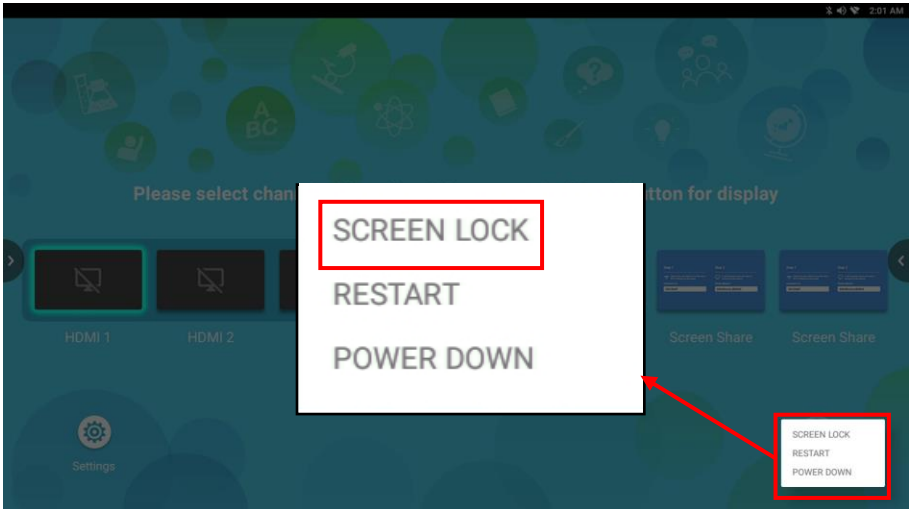 2:01 AM
A
BC
Please select chan
tton for display
SCREEN LOCK
RESTART
POWER DOWN
HDMI 1
HDMI 2
Screen Share
Screen Share
Settings
SCREEN LOCK
RESTART
POWER DOWN